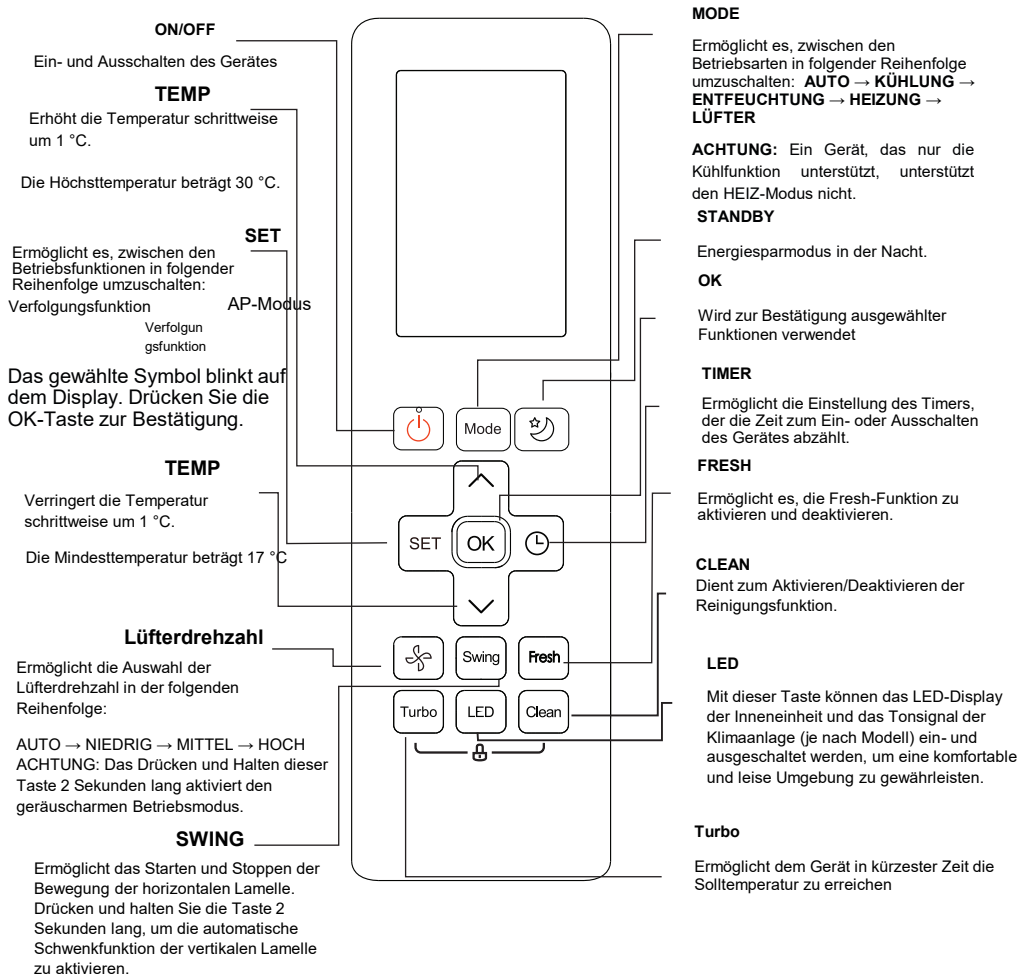 ON/OFF
Ein- und Ausschalten des Gerätes
TEMP
Erhöht die Temperatur schrittweise
um 1 °C.
Die Höchsttemperatur beträgt 30 °C.
SET
Ermöglicht es, zwischen den
Betriebsfunktionen in folgender
Reihenfolge umzuschalten:
Verfolgungsfunktion AP-Modus
Verfolgun
gsfunktion
Das gewählte Symbol blinkt auf
dem Display. Drücken Sie die
OK-Taste zur Bestätigung.
TEMP
Verringert die Temperatur
schrittweise um 1 °C.
Die Mindesttemperatur beträgt 17 °C
Lüfterdrehzahl
Ermöglicht die Auswahl der
Lüfterdrehzahl in der folgenden
Reihenfolge:
AUTO → NIEDRIG → MITTEL → HOCH
ACHTUNG: Das Drücken und Halten dieser
Taste 2 Sekunden lang aktiviert den
geräuscharmen Betriebsmodus.
SWING
Ermöglicht das Starten und Stoppen der
Bewegung der horizontalen Lamelle.
Drücken und halten Sie die Taste 2
Sekunden lang, um die automatische
Schwenkfunktion der vertikalen Lamelle
zu aktivieren.
Mode
SET OK
Swing Fresh
Turbo LED Clean
MODE
Ermöglicht es, zwischen den
Betriebsarten in folgender Reihenfolge
umzuschalten: AUTO → KÜHLUNG →
ENTFEUCHTUNG → HEIZUNG →
LÜFTER
ACHTUNG: Ein Gerät, das nur die
Kühlfunktion unterstützt, unterstützt
den HEIZ-Modus nicht.
STANDBY
Energiesparmodus in der Nacht.
OK
Wird zur Bestätigung ausgewählter
Funktionen verwendet
TIMER
Ermöglicht die Einstellung des Timers,
der die Zeit zum Ein- oder Ausschalten
des Gerätes abzählt.
FRESH
Ermöglicht es, die Fresh-Funktion zu
aktivieren und deaktivieren.
CLEAN
Dient zum Aktivieren/Deaktivieren der
Reinigungsfunktion.
LED
Mit dieser Taste können das LED-Display
der Inneneinheit und das Tonsignal der
Klimaanlage (je nach Modell) ein- und
ausgeschaltet werden, um eine komfortable
und leise Umgebung zu gewährleisten.
Turbo
Ermöglicht dem Gerät in kürzester Zeit die
Solltemperatur zu erreichen